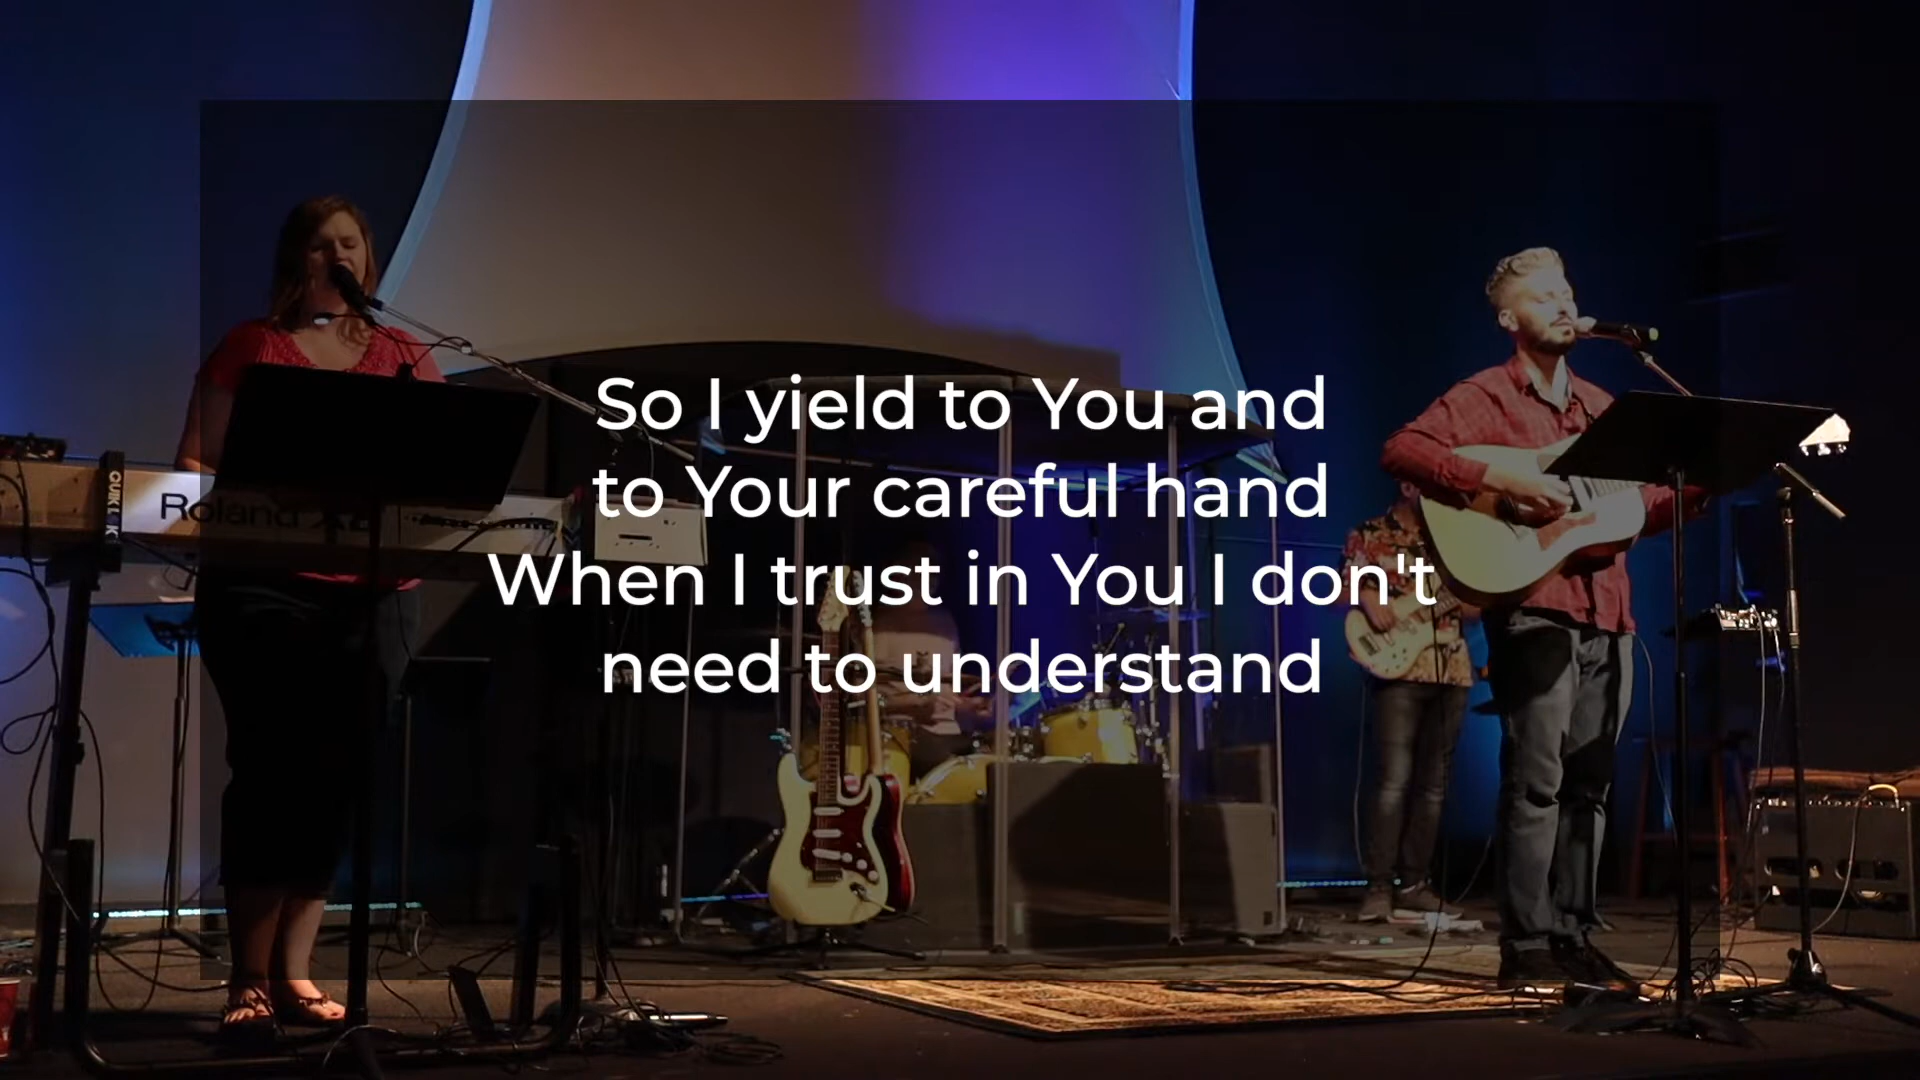 So I yield to You and
to Your careful hand
When I trust in You I don't
need to understand
Roland